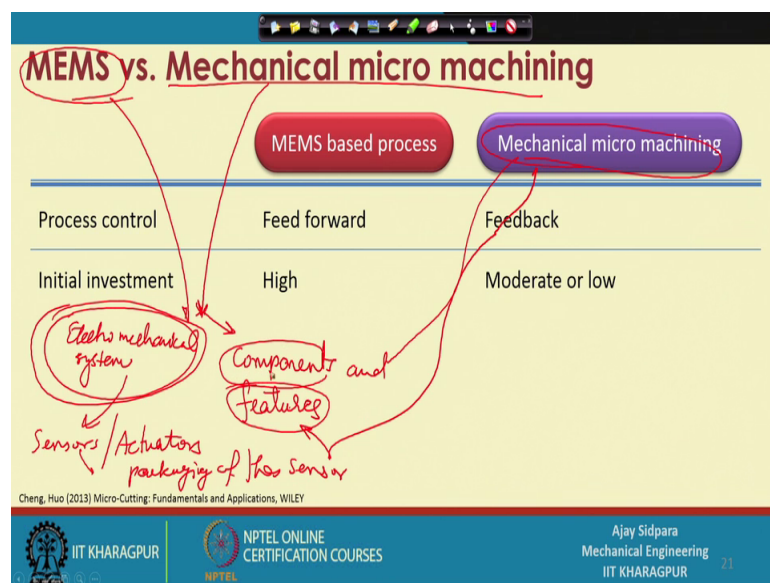 MEMS vs. Mechanical micro machining
MEMS based process Mechanical micro machining
Process control Feed forward Feedback
Initial investment High Moderate or low
Electro mechanical
system
Components and
features
Sensors / Actuators
packaging of this sensor
Cheng, Huo (2013) Micro-Cutting: Fundamentals and Applications, WILEY
IIT KHARAGPUR
NPTEL
NPTEL ONLINE
CERTIFICATION COURSES
Ajay Sidpara
Mechanical Engineering
IIT KHARAGPUR
21